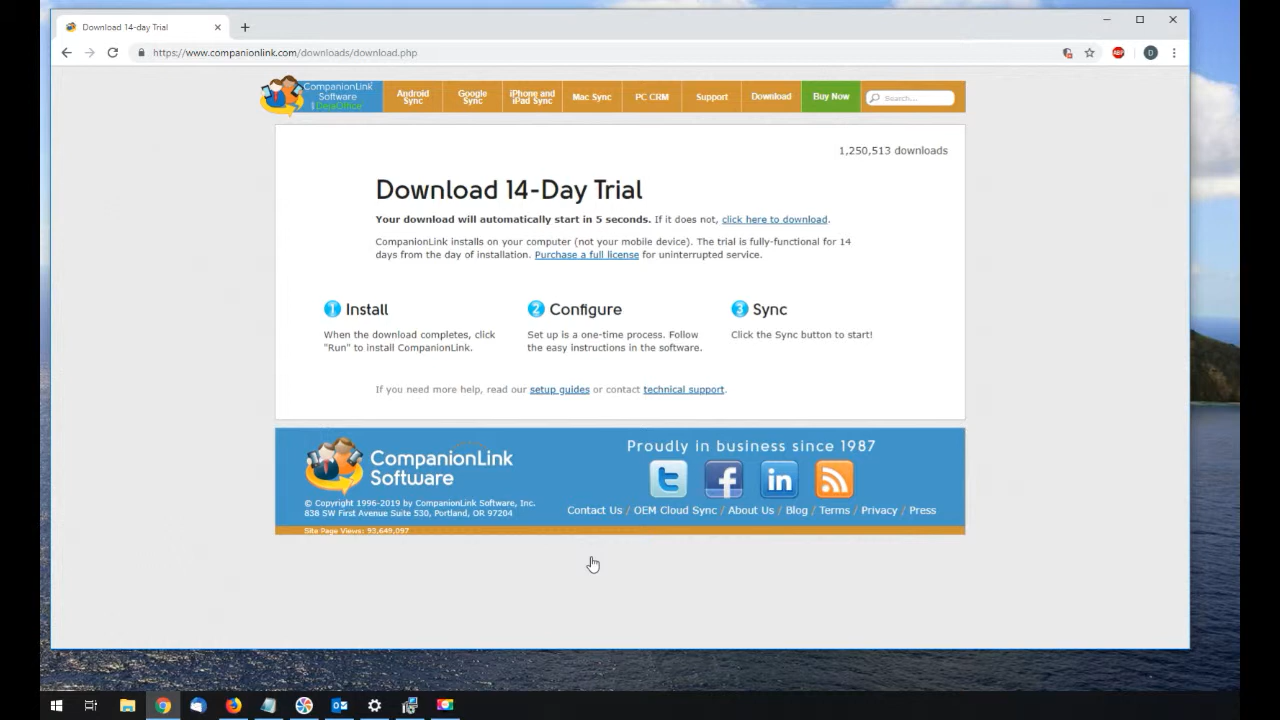 Download 14-day Trial
https://www.companionlink.com/downloads/download.php
ABP
D
CompanionLink
Software
DejaOffice
Android
Sync
Google
Sync
iPhone and
iPad Sync
Mac Sync
PC CRM
Support
Download
Buy Now
Search...
1,250,513 downloads
Download 14-Day Trial
Your download will automatically start in 5 seconds. If it does not, click here to download.
CompanionLink installs on your computer (not your mobile device). The trial is fully-functional for 14
days from the day of installation. Purchase a full license for uninterrupted service.
1 Install
When the download completes, click
"Run" to install CompanionLink.
2 Configure
Set up is a one-time process. Follow
the easy instructions in the software.
3 Sync
Click the Sync button to start!
If you need more help, read our setup guides or contact technical support.
CompanionLink
Software
© Copyright 1996-2019 by CompanionLink Software, Inc.
838 SW First Avenue Suite 530, Portland, OR 97204
Proudly in business since 1987
Contact Us / OEM Cloud Sync / About Us / Blog / Terms / Privacy / Press
Site Page Views: 93,649,097